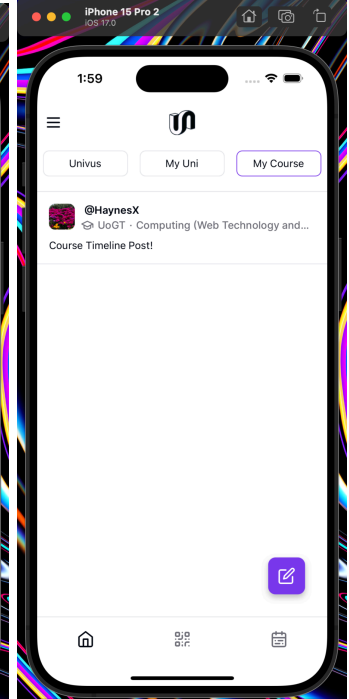 iPhone 15 Pro 2
iOS 17.0
1:59
Univus
My Uni
My Course
@HaynesX
UoGT · Computing (Web Technology and...
Course Timeline Post!